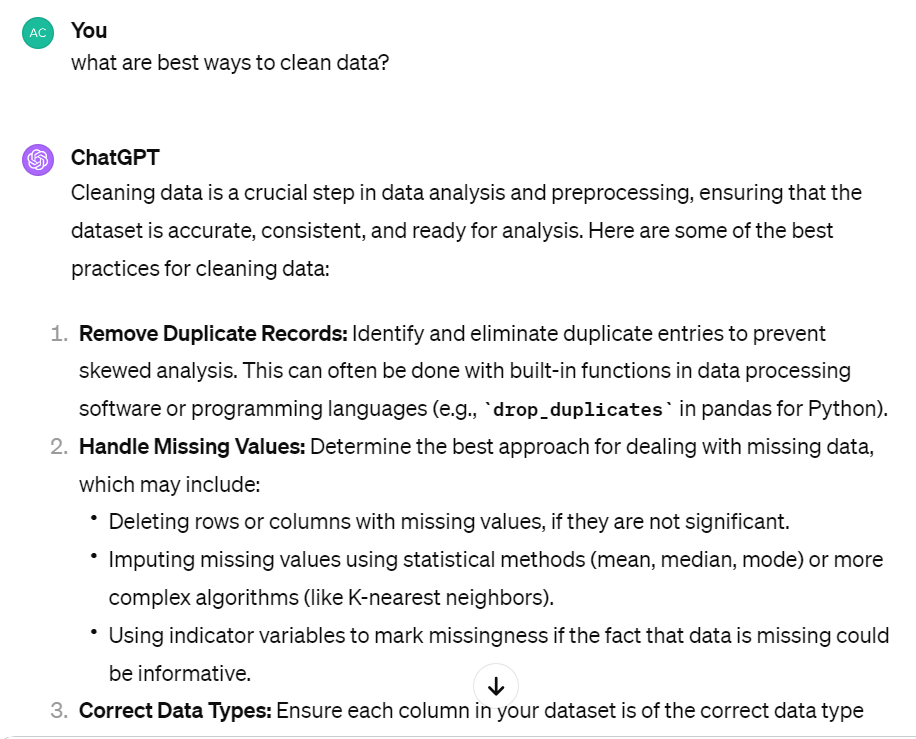 AC You
what are best ways to clean data?
ChatGPT
Cleaning data is a crucial step in data analysis and preprocessing, ensuring that the
dataset is accurate, consistent, and ready for analysis. Here are some of the best
practices for cleaning data:
1. Remove Duplicate Records: Identify and eliminate duplicate entries to prevent
skewed analysis. This can often be done with built-in functions in data processing
software or programming languages (e.g., `drop_duplicates` in pandas for Python).
2. Handle Missing Values: Determine the best approach for dealing with missing data,
which may include:
• Deleting rows or columns with missing values, if they are not significant.
• Imputing missing values using statistical methods (mean, median, mode) or more
complex algorithms (like K-nearest neighbors).
• Using indicator variables to mark missingness if the fact that data is missing could
be informative.
3. Correct Data Types: Ensure each column in your dataset is of the correct data type